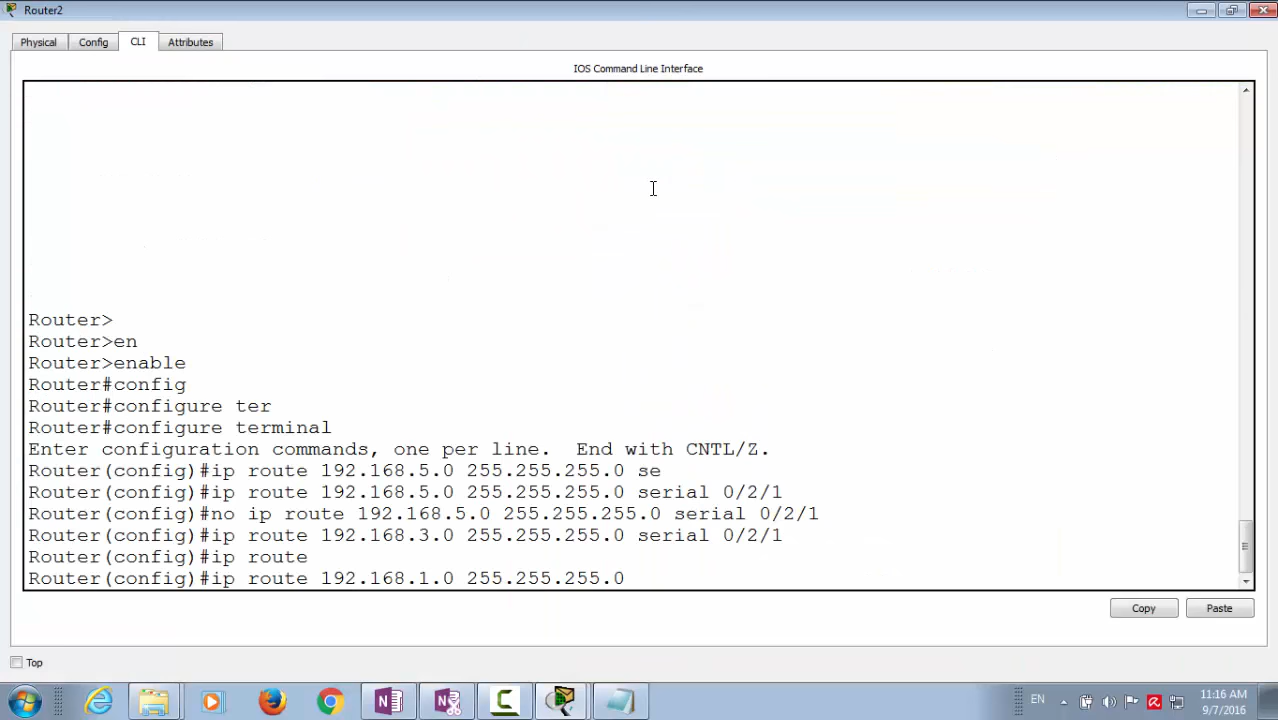 Router2
Physical Config CLI Attributes
IOS Command Line Interface
Router>
Router>en
Router>enable
Router#config
Router#configure ter
Router#configure terminal
Enter configuration commands, one per line.  End with CNTL/Z.
Router(config)#ip route 192.168.5.0 255.255.255.0 se
Router(config)#ip route 192.168.5.0 255.255.255.0 serial 0/2/1
Router(config)#no ip route 192.168.5.0 255.255.255.0 serial 0/2/1
Router(config)#ip route 192.168.3.0 255.255.255.0 serial 0/2/1
Router(config)#ip route
Router(config)#ip route 192.168.1.0 255.255.255.0
Copy Paste
Top
EN 11:16 AM
9/7/2016